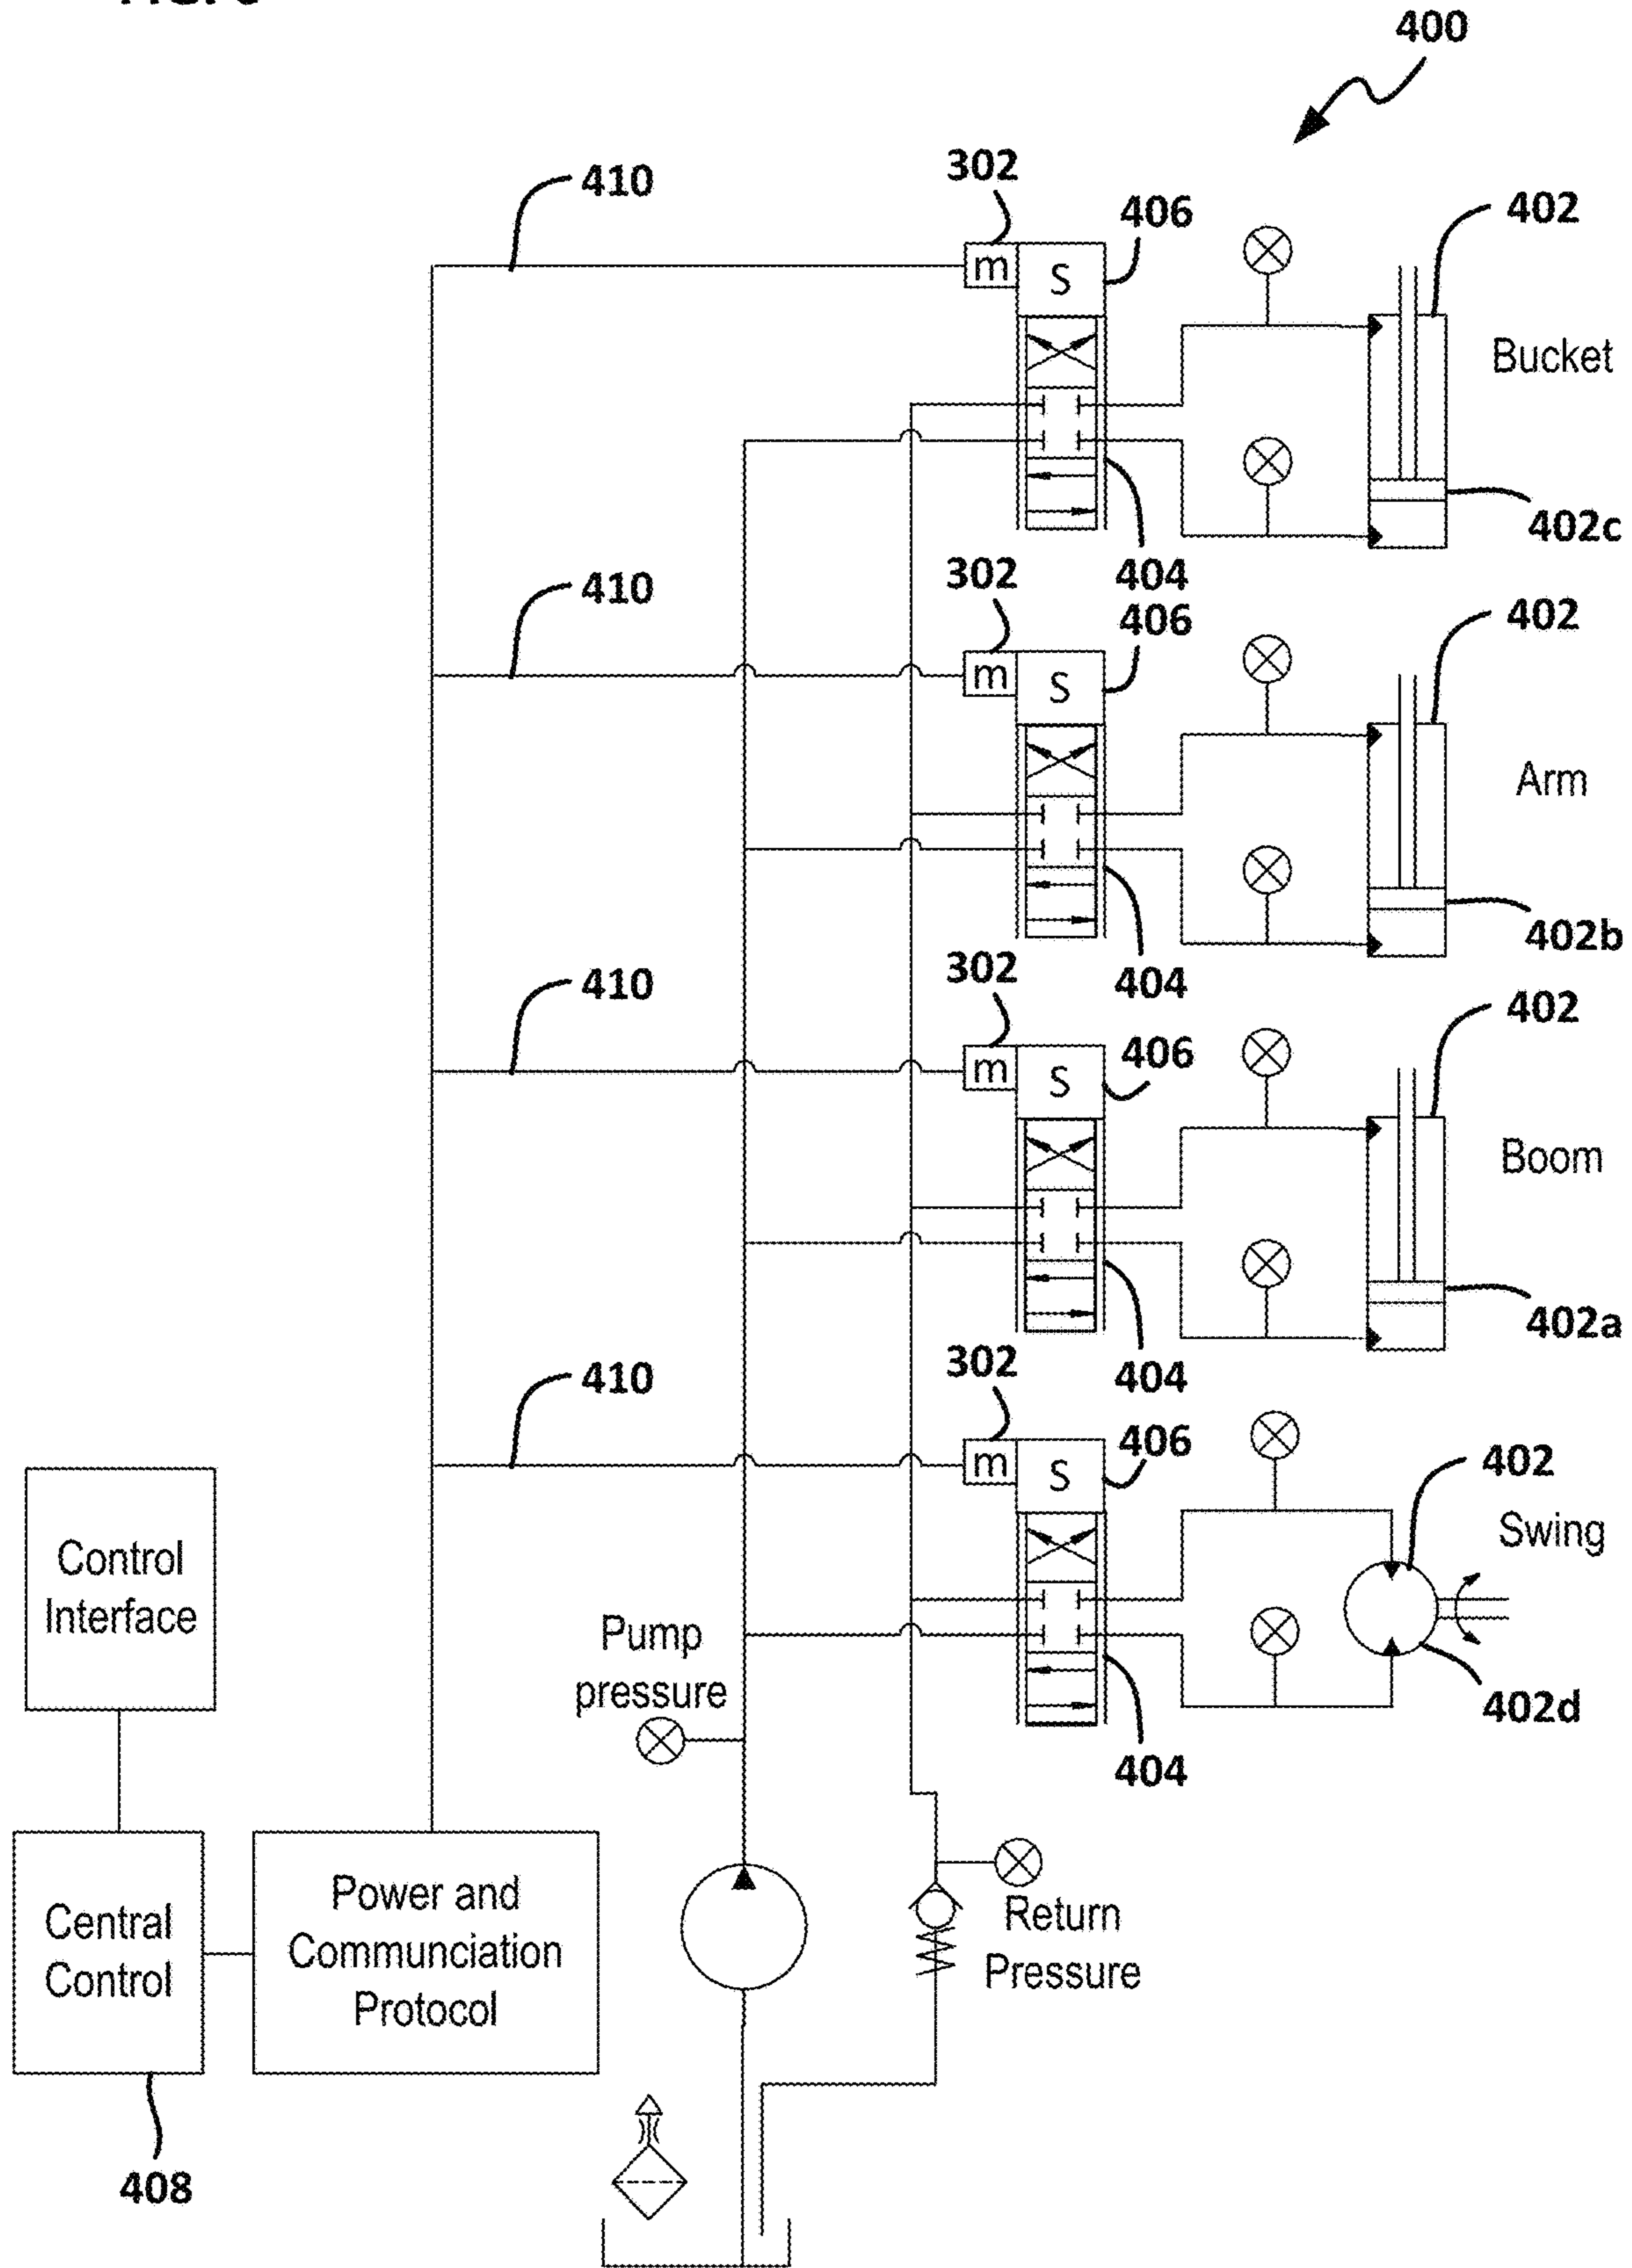 400
302
410
406
402
m
S
Bucket
402c
404
302
410
406
402
m
S
Arm
402b
404
302
410
406
402
m
S
Boom
402a
404
302
410
406
402
m
S
Swing
Control
Interface
Pump
pressure
402d
404
Power and
Communciation
Protocol
Central
Control
Return
Pressure
408